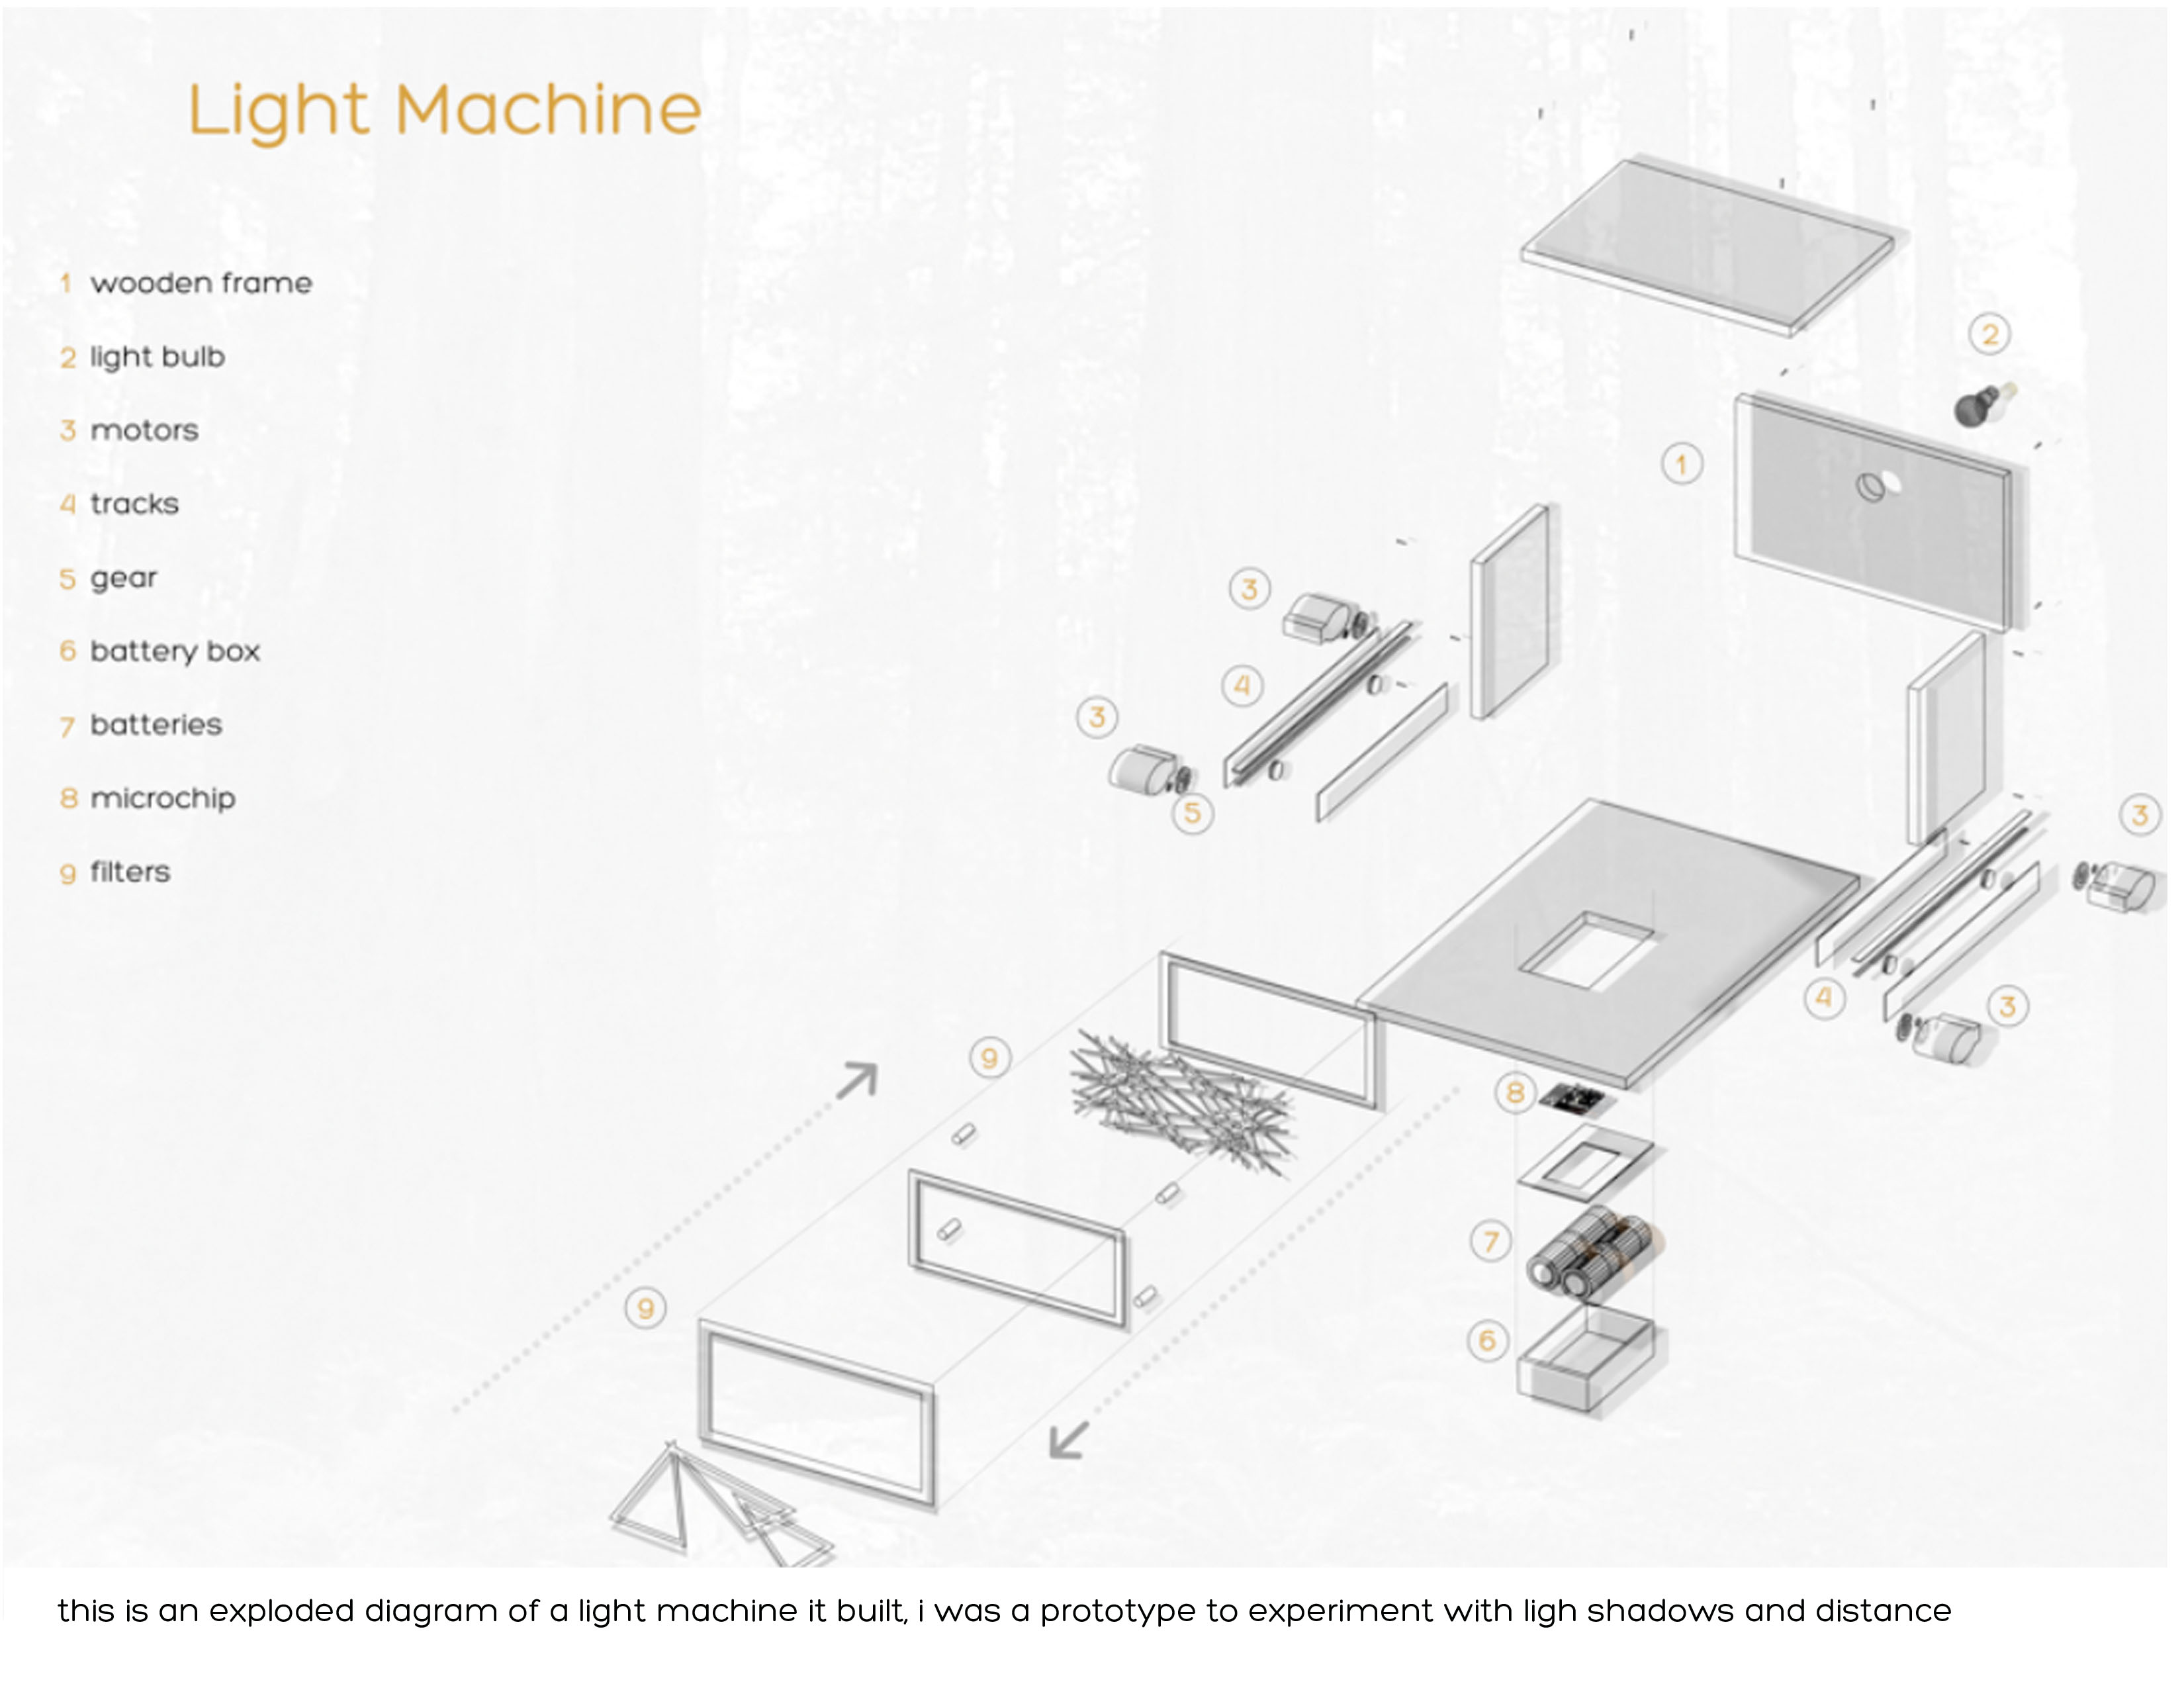 Light Machine
1 wooden frame
2 light bulb
3 motors
4 tracks
5 gear
6 battery box
7 batteries
8 microchip
9 filters
2
1
3
4
3
5
3
4
3
9
8
7
9
6
this is an exploded diagram of a light machine it built, i was a prototype to experiment with ligh shadows and distance